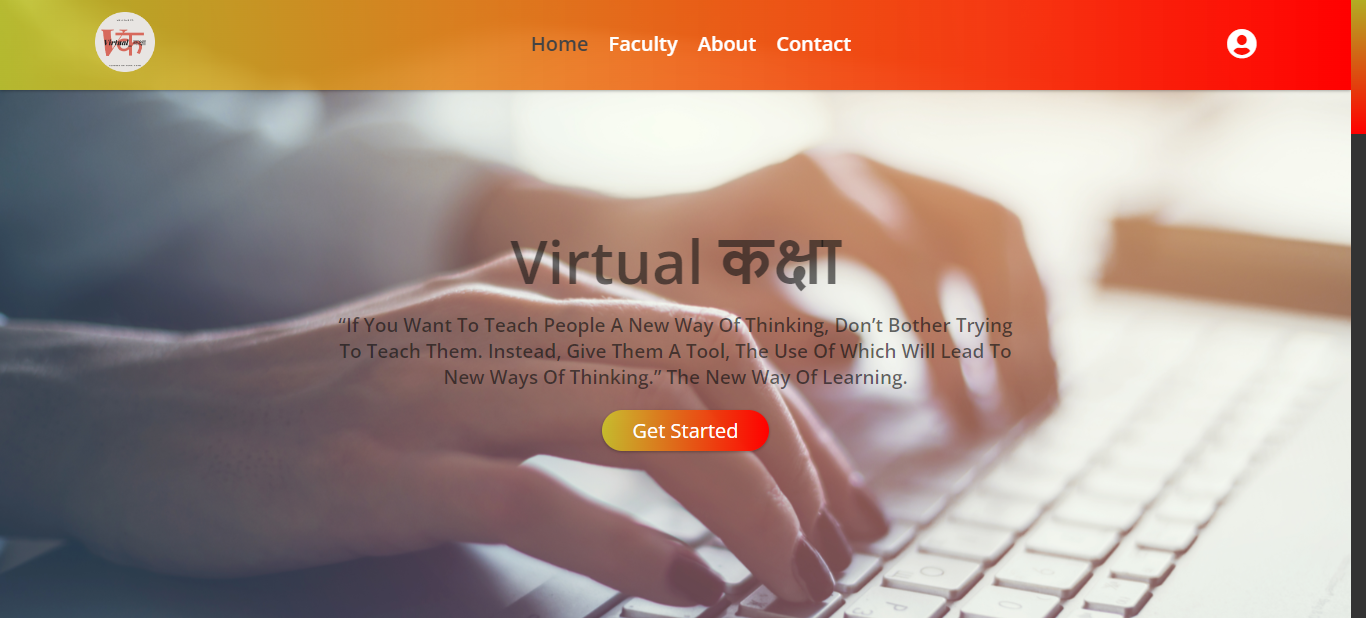 Virtual
Home Faculty About Contact
Virtual कक्षा
“If You Want To Teach People A New Way Of Thinking, Don’t Bother Trying
To Teach Them. Instead, Give Them A Tool, The Use Of Which Will Lead To
New Ways Of Thinking.” The New Way Of Learning.
Get Started